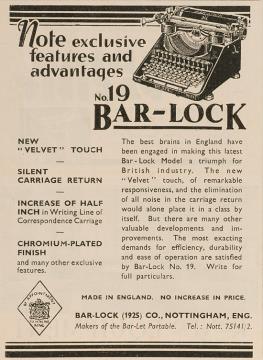 Note exclusive
features and
advantages
No. 19
BAR-LOCK
NEW
"VELVET" TOUCH
SILENT
CARRIAGE RETURN
INCREASE OF HALF
INCH in Writing Line of
Correspondence Carriage
CHROMIUM-PLATED
FINISH
and many other exclusive
features.
The best brains in England have
been engaged in making this latest
Bar-Lock Model a triumph for
British industry. The new
"Velvet" touch, of remarkable
responsiveness, and the elimination
of all noise in the carriage return
would alone place it in a class by
itself. But there are many other
valuable developments and im-
provements. The most exacting
demands for efficiency, durability
and ease of operation are satisfied
by Bar-Lock No. 19. Write for
full particulars.
MADE IN ENGLAND. NO INCREASE IN PRICE.
BAR-LOCK (1925) CO., NOTTINGHAM, ENG.
Makers of the Bar-Let Portable. Tel.: Nott. 75141/2.